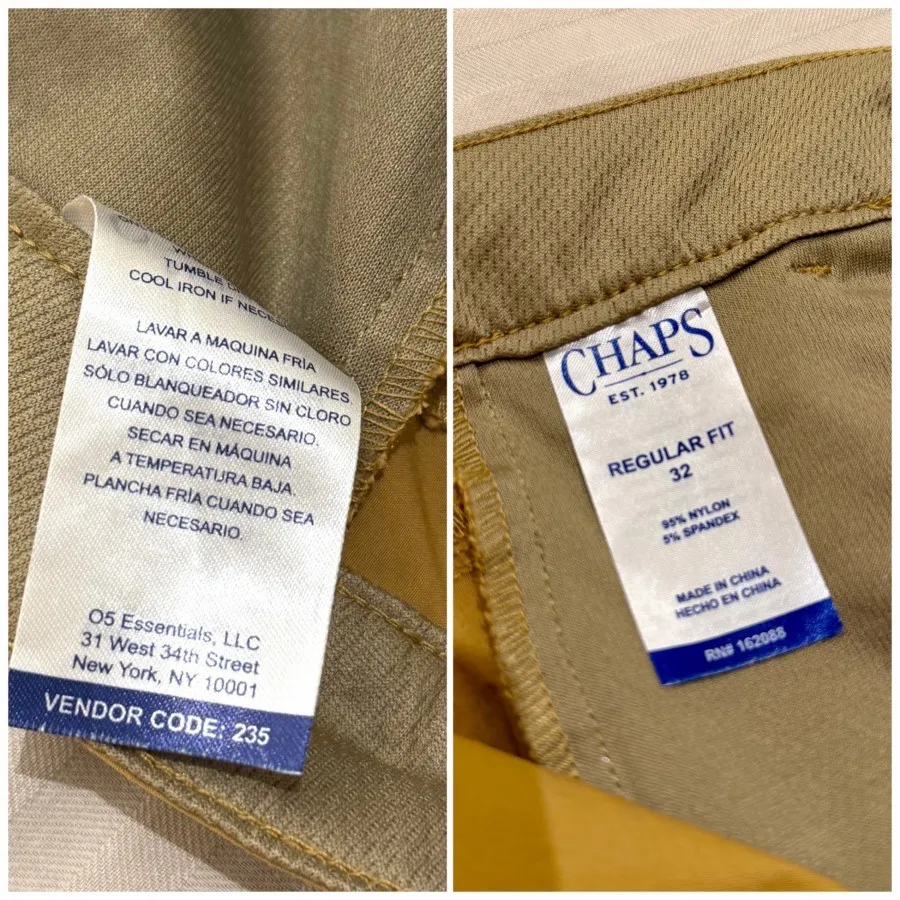 TUMBLE
COOL IRON IF
LAVAR A MAQUINA FRÍA
LAVAR CON COLORES SIMILARES
SÓLO BLANQUEADOR SIN CLORO
CUANDO SEA NECESARIO.
SECAR EN MÁQUINA
A TEMPERATURA BAJA.
PLANCHA FRÍA CUANDO SEA
NECESARIO.
O5 Essentials, LLC
31 West 34th Street
New York, NY 10001
VENDOR CODE: 235
CHAPS
EST. 1978
REGULAR FIT
32
95% NYLON
5% SPANDEX
MADE IN CHINA
HECHO EN CHINA
RN# 162088